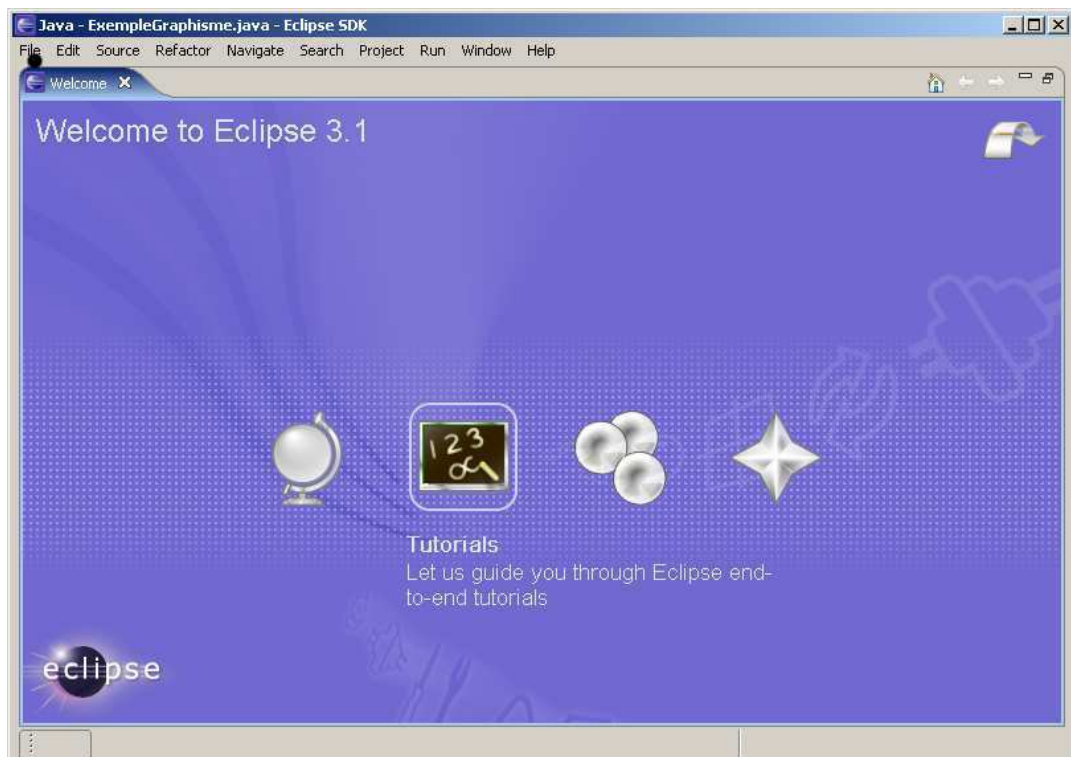 Java - ExempleGraphisme.java - Eclipse SDK
File Edit Source Refactor Navigate Search Project Run Window Help
Welcome
Welcome to Eclipse 3.1
123
Tutorials
Let us guide you through Eclipse end-
to-end tutorials
eclipse